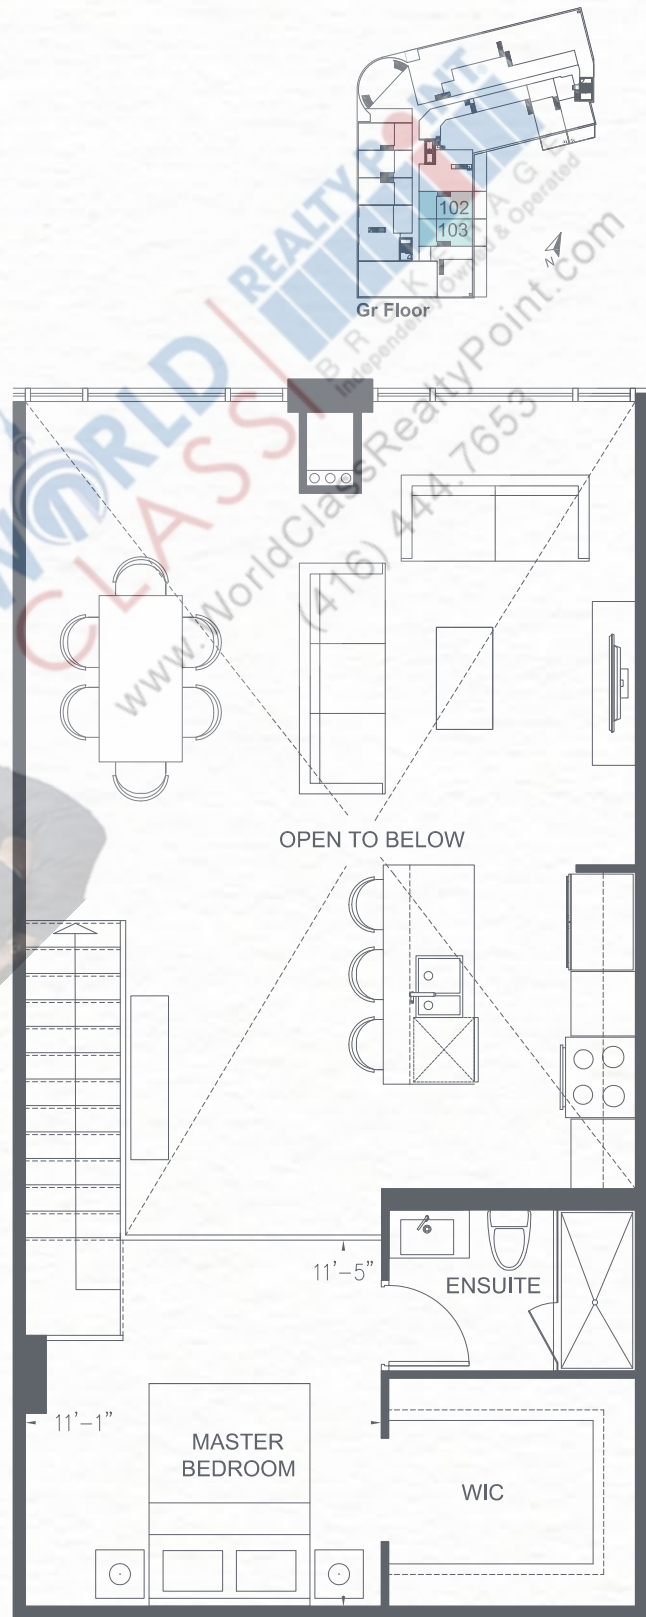 102
103
N
Gr Floor
WORLD
CLASS
REALTY POINT.
BROKERAGE
Independently Owned & Operated
www.WorldClassRealtyPoint.com
(416) 444.7653
OPEN TO BELOW
11'-5"
ENSUITE
11'-1"
MASTER
BEDROOM
WIC